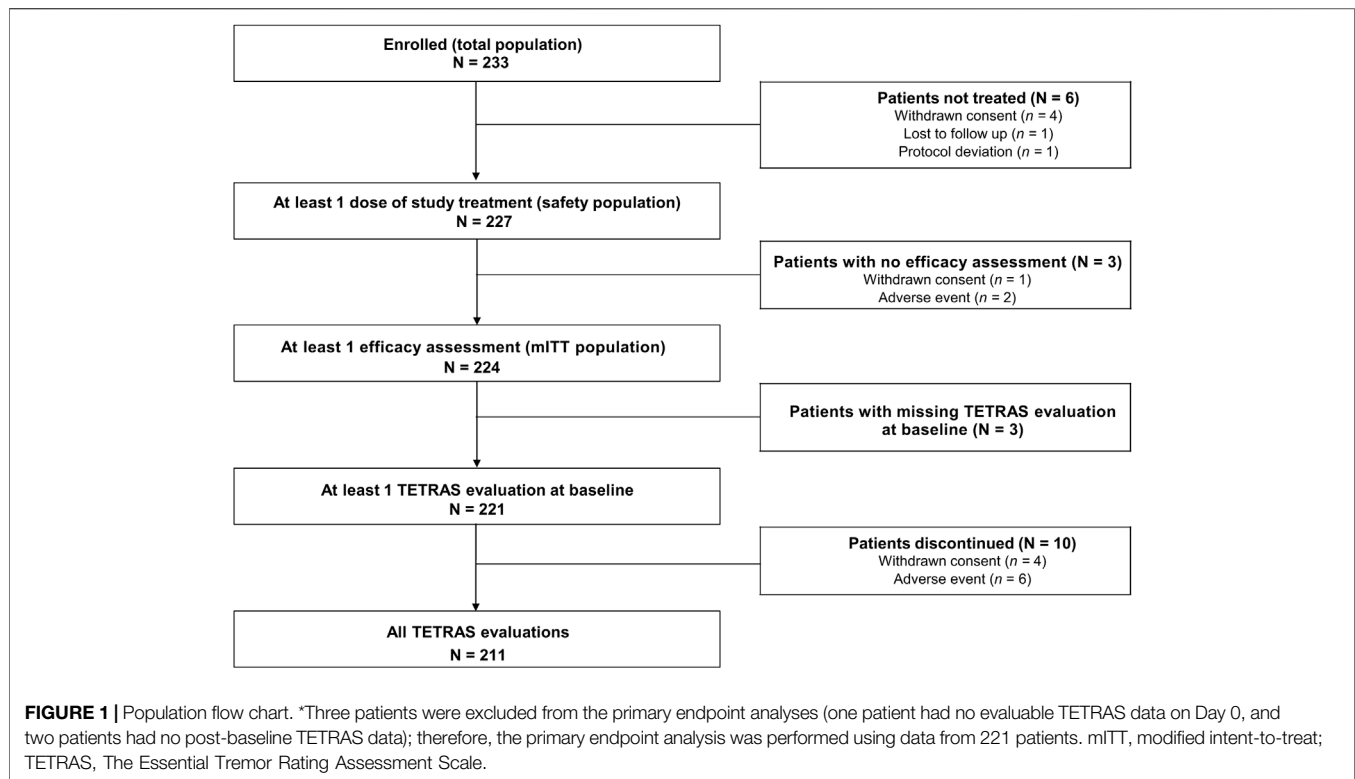 Enrolled (total population)
N = 233
Patients not treated (N = 6)
Withdrawn consent (n = 4)
Lost to follow up (n = 1)
Protocol deviation (n = 1)
At least 1 dose of study treatment (safety population)
N = 227
Patients with no efficacy assessment (N = 3)
Withdrawn consent (n = 1)
Adverse event (n = 2)
At least 1 efficacy assessment (mITT population)
N = 224
Patients with missing TETRAS evaluation
at baseline (N = 3)
At least 1 TETRAS evaluation at baseline
N = 221
Patients discontinued (N = 10)
Withdrawn consent (n = 4)
Adverse event (n = 6)
All TETRAS evaluations
N = 211
FIGURE 1 | Population flow chart. *Three patients were excluded from the primary endpoint analyses (one patient had no evaluable TETRAS data on Day 0, and
two patients had no post-baseline TETRAS data); therefore, the primary endpoint analysis was performed using data from 221 patients. mITT, modified intent-to-treat;
TETRAS, The Essential Tremor Rating Assessment Scale.